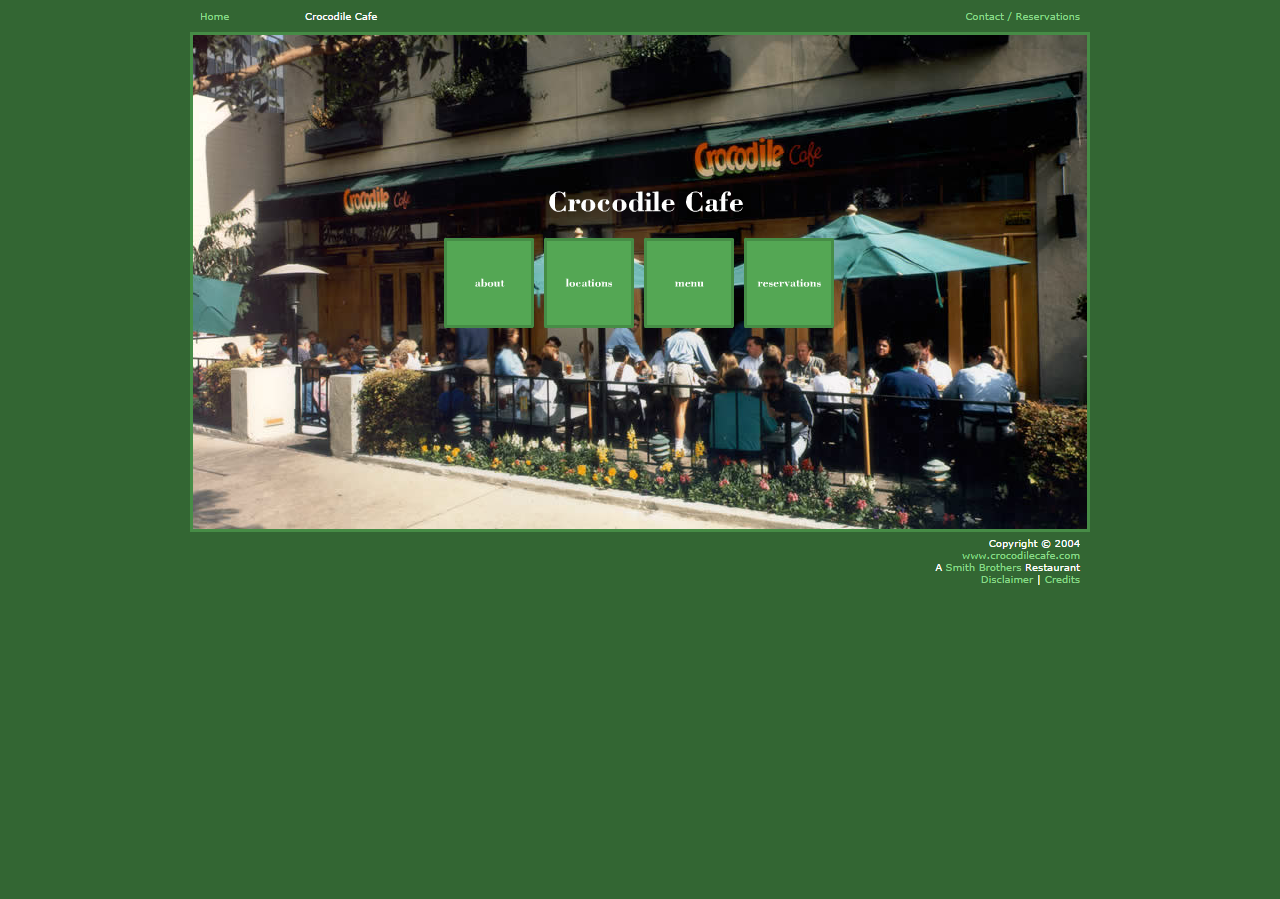 Home Crocodile Cafe Contact / Reservations
Crocodile Cafe
Crocodile Cafe
Crocodile Cafe
about locations menu reservations
Copyright © 2004
www.crocodilecafe.com
A Smith Brothers Restaurant
Disclaimer | Credits